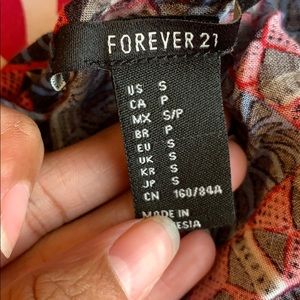 FOREVER 21
US S
CA P
MX S/P
BR P
EU S
UK S
KR S
JP S
CN 160/84A
MADE IN